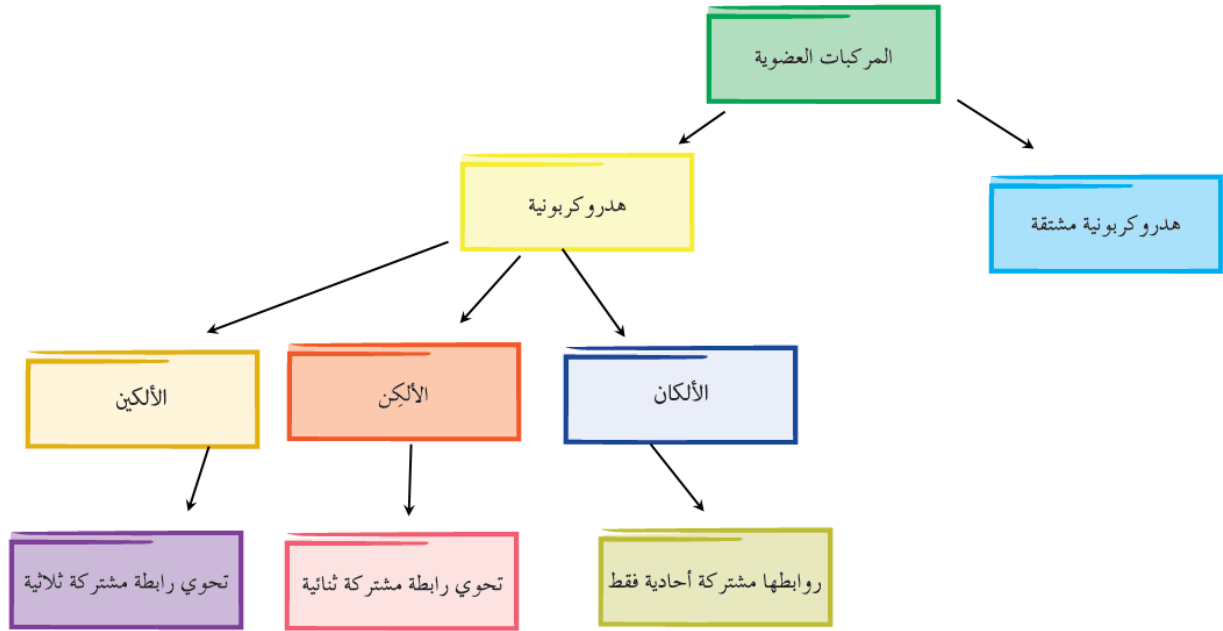 المركبات العضوية
هدروكربونية
هدروكربونية مشتقة
الألكان
الألكِن
الألكين
روابطها مشتركة أحادية فقط
تحوي رابطة مشتركة ثنائية
تحوي رابطة مشتركة ثلاثية